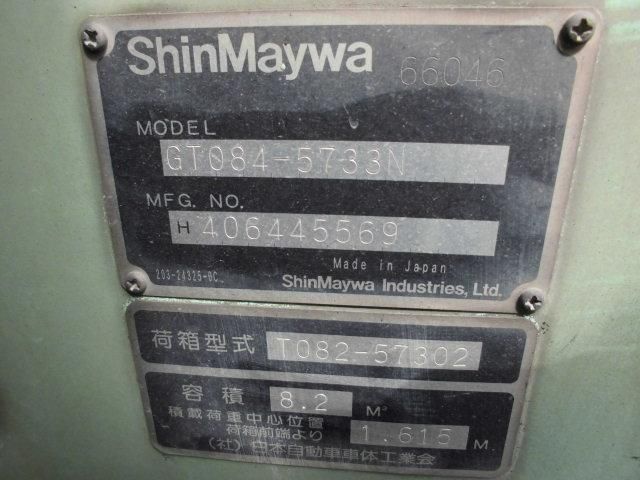 ShinMaywa 66046
MODEL
GT084-5733N
MFG. NO.
H 406445569
Made in Japan
203-24325-0C
ShinMaywa Industries, Ltd.
荷箱型式 T082-57302
容積 8.2 M³
積載荷重中心位置
荷箱前端より 1.615 M
(社)日本自動車車体工業会